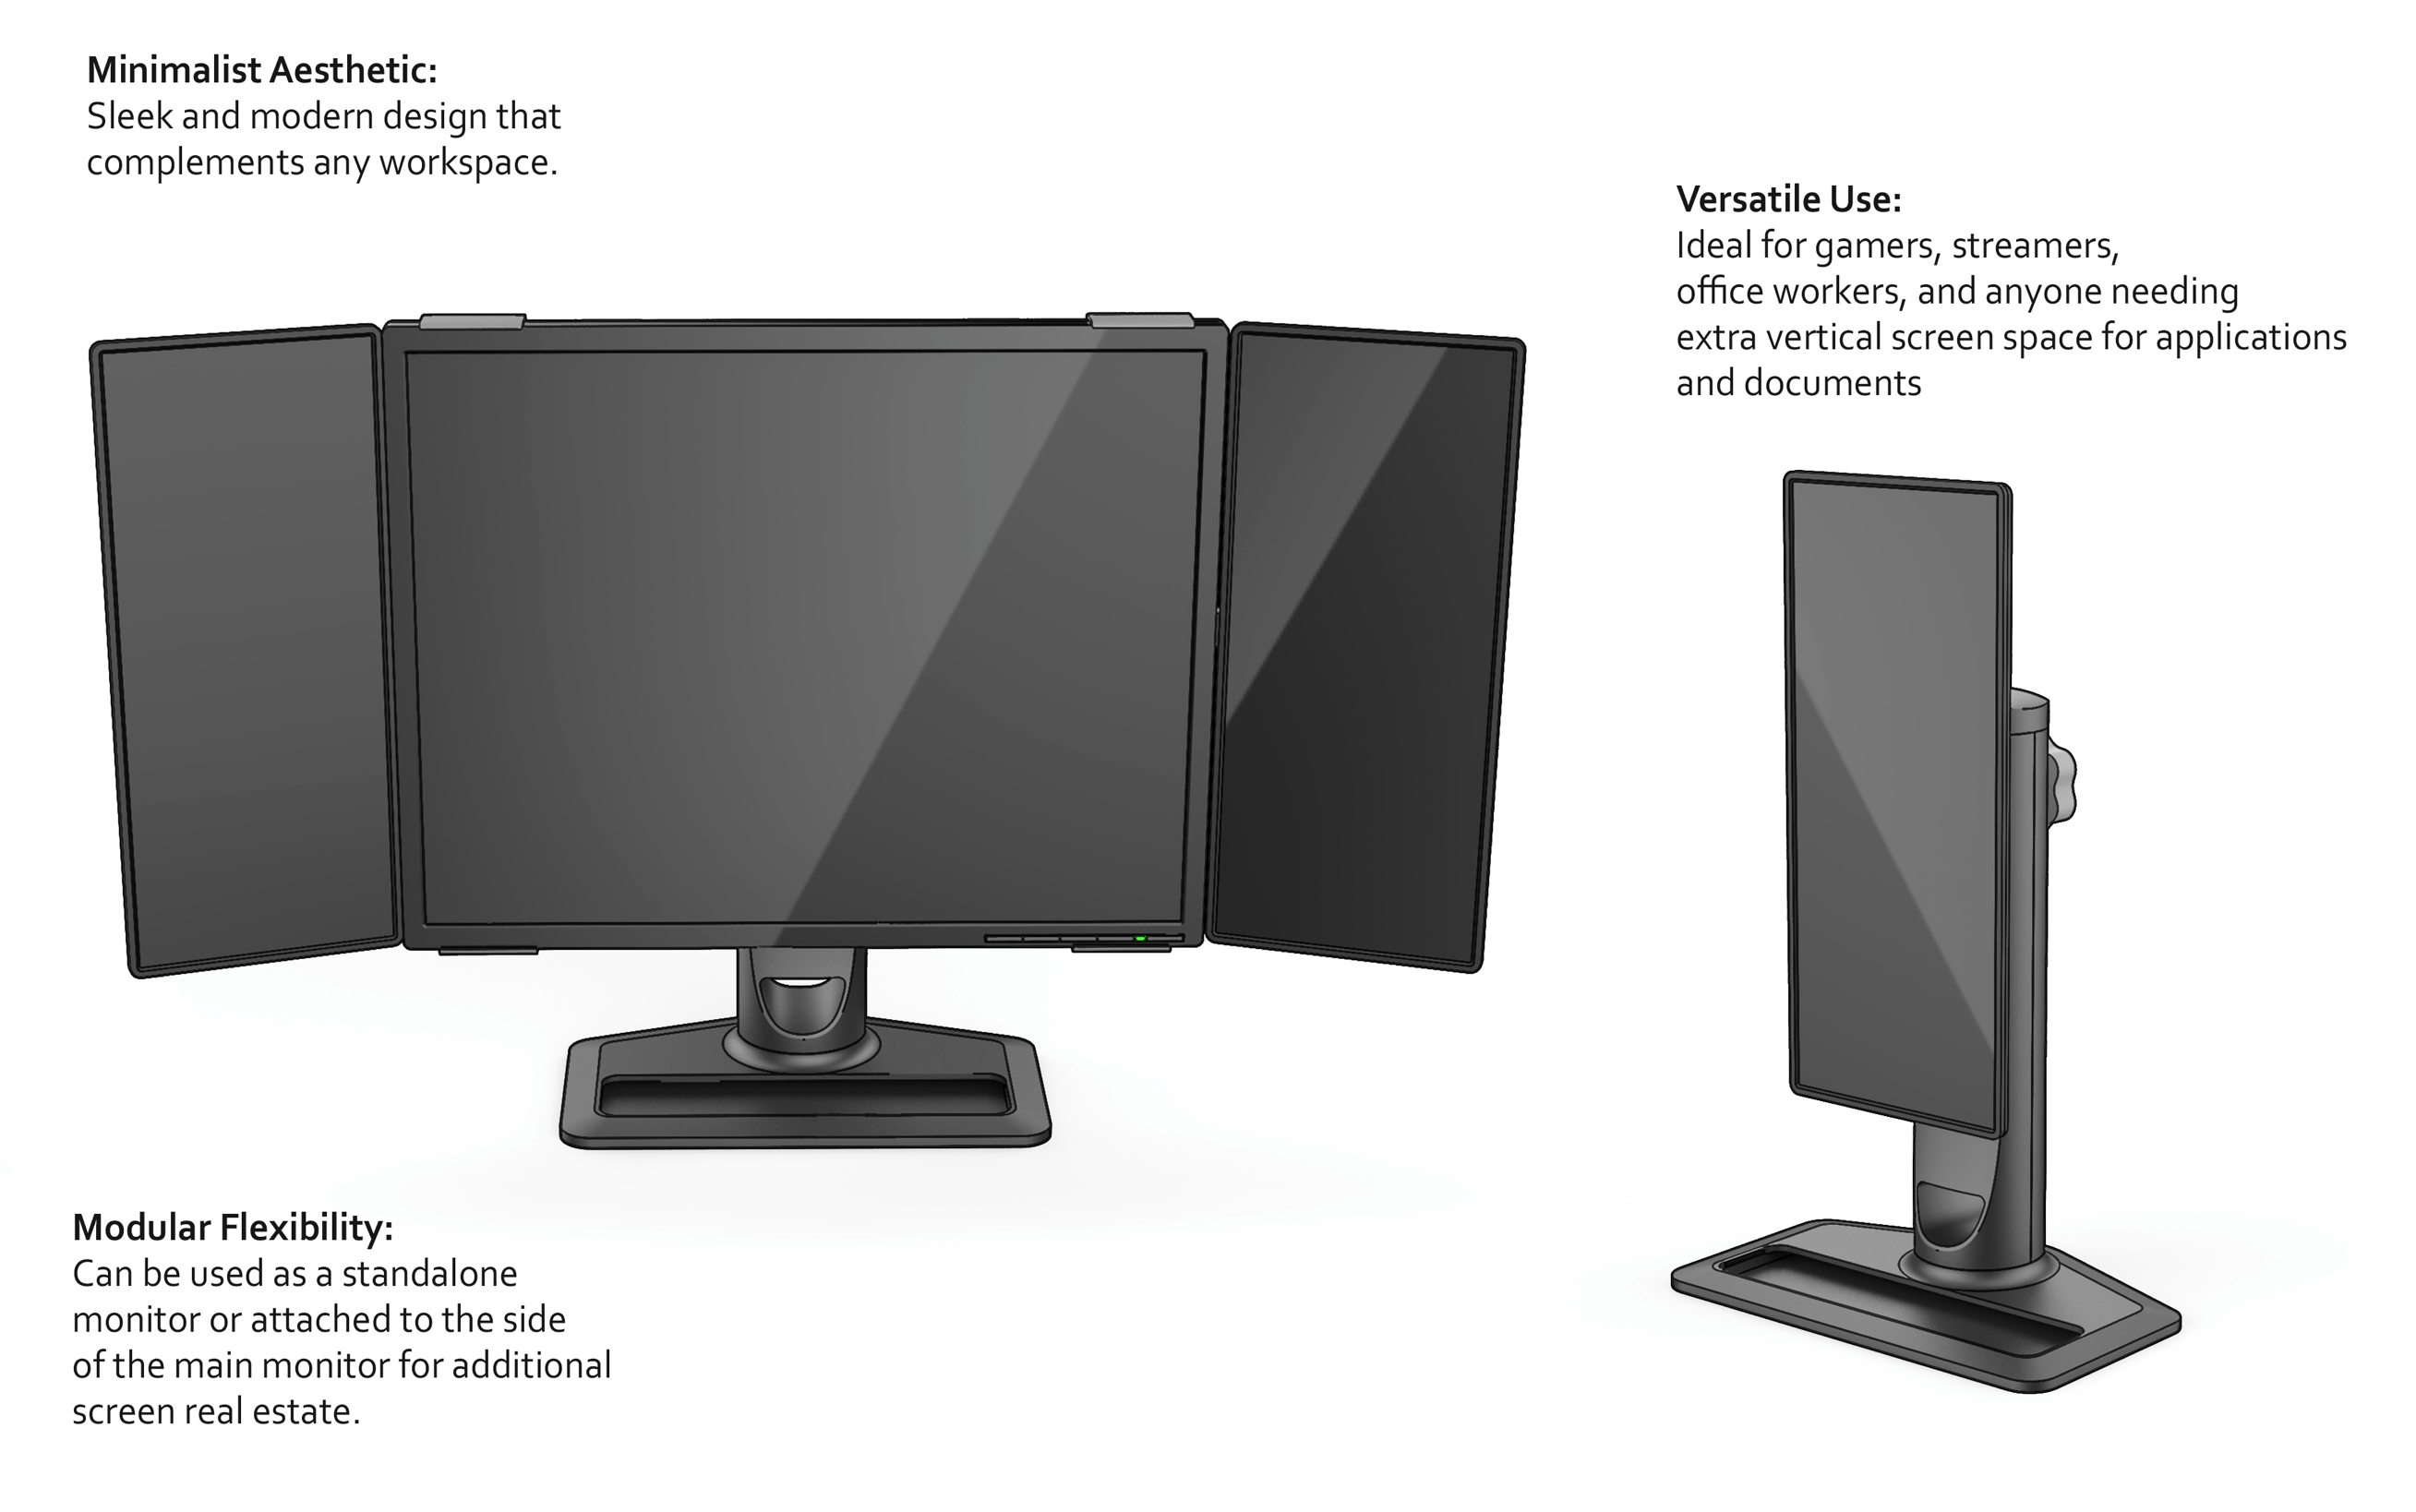 Minimalist Aesthetic:
Sleek and modern design that
complements any workspace.
Versatile Use:
Ideal for gamers, streamers,
office workers, and anyone needing
extra vertical screen space for applications
and documents
Modular Flexibility:
Can be used as a standalone
monitor or attached to the side
of the main monitor for additional
screen real estate.